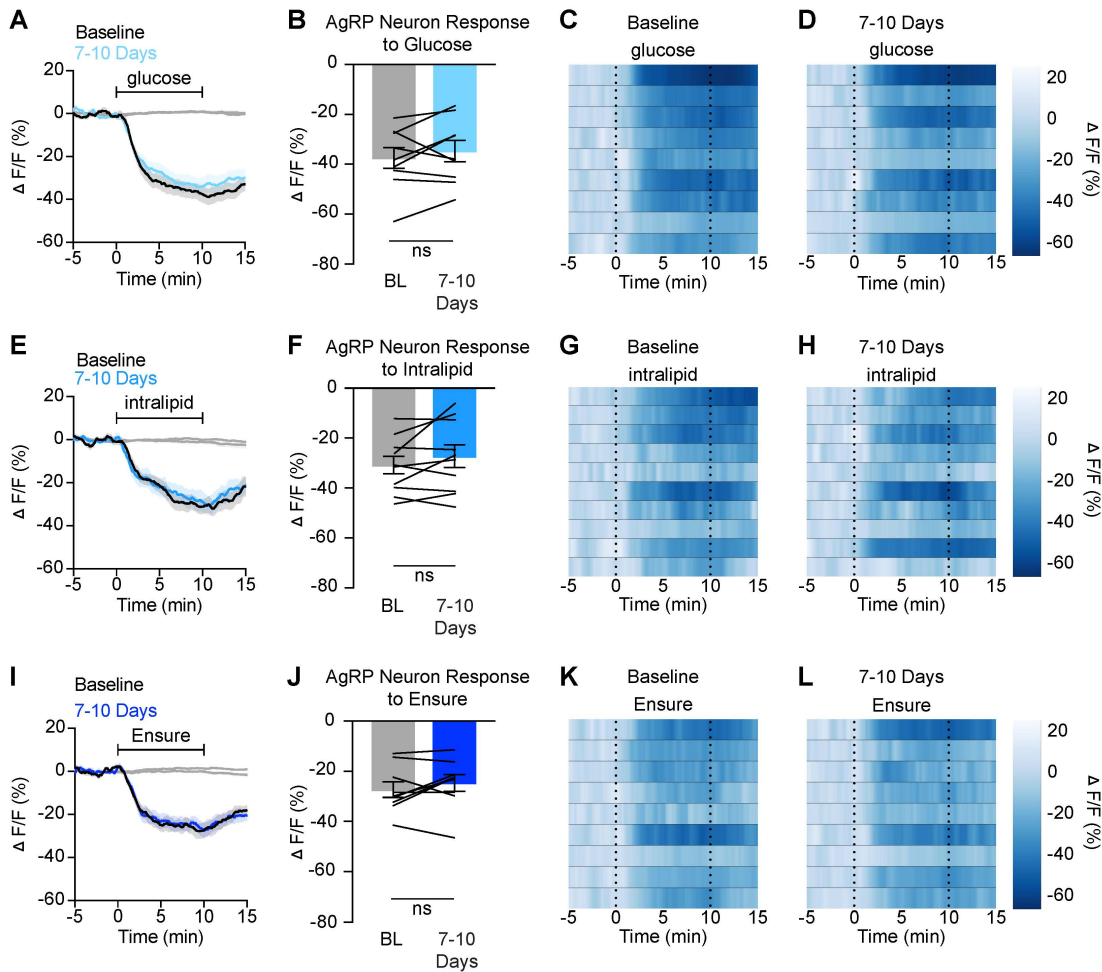 A
Baseline
7-10 Days
glucose
20
0
-20
-40
-60
Δ F/F (%)
-5 0 5 10 15
Time (min)
B
AgRP Neuron Response
to Glucose
0
-20
-40
-60
-80
Δ F/F (%)
ns
BL
7-10
Days
C
Baseline
glucose
-5 0 5 10 15
Time (min)
D
7-10 Days
glucose
-5 0 5 10 15
Time (min)
20
0
-20
-40
-60
Δ F/F (%)
E
Baseline
7-10 Days
intralipid
20
0
-20
-40
-60
Δ F/F (%)
-5 0 5 10 15
Time (min)
F
AgRP Neuron Response
to Intralipid
0
-20
-40
-60
-80
Δ F/F (%)
ns
BL
7-10
Days
G
Baseline
intralipid
-5 0 5 10 15
Time (min)
H
7-10 Days
intralipid
-5 0 5 10 15
Time (min)
20
0
-20
-40
-60
Δ F/F (%)
I
Baseline
7-10 Days
Ensure
20
0
-20
-40
-60
Δ F/F (%)
-5 0 5 10 15
Time (min)
J
AgRP Neuron Response
to Ensure
0
-20
-40
-60
-80
Δ F/F (%)
ns
BL
7-10
Days
K
Baseline
Ensure
-5 0 5 10 15
Time (min)
L
7-10 Days
Ensure
-5 0 5 10 15
Time (min)
20
0
-20
-40
-60
Δ F/F (%)